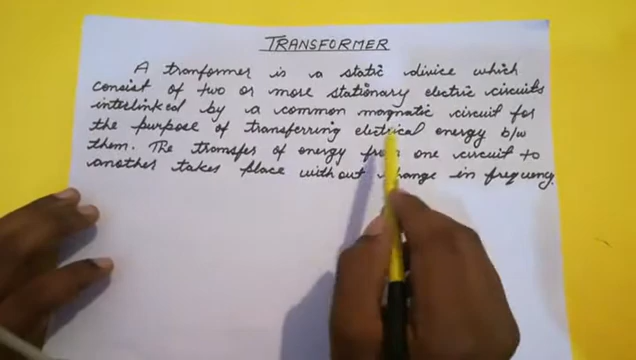 TRANSFORMER
A tranformer is a static divice which
consist of two or more stationary electric circuits
interlinked by a common magnatic circuit for
the purpose of transferring electrical energy b/w
them. The transfer of energy from one circuit to
another takes place without change in frequency.